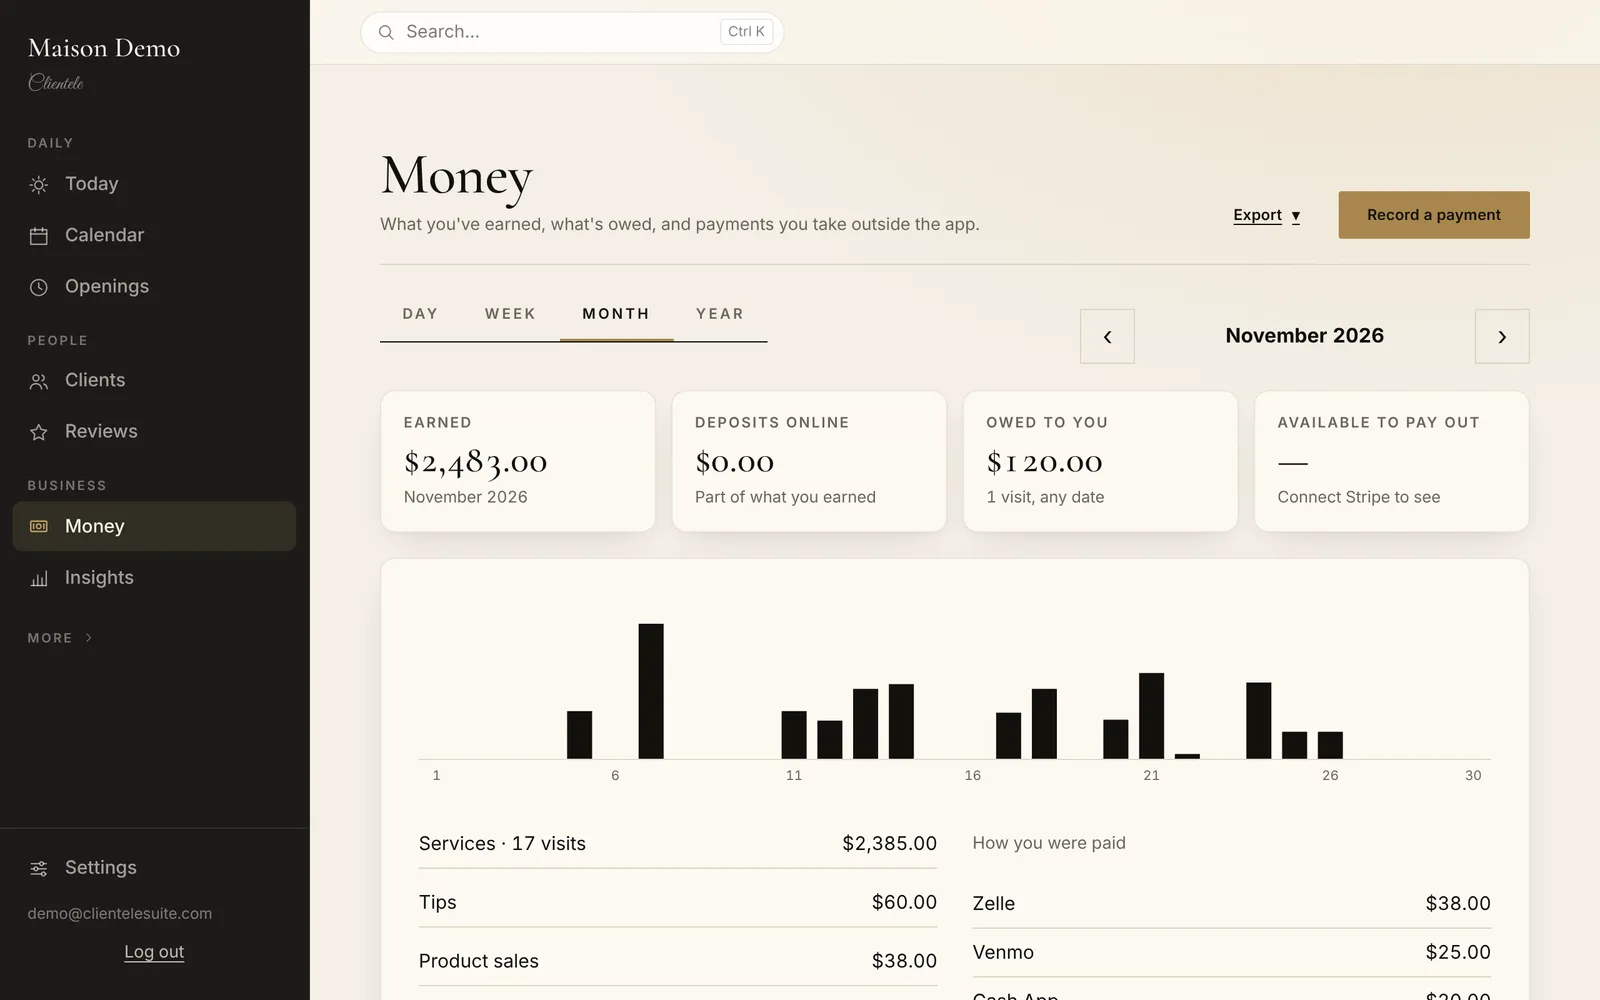 Maison Demo
Clientele
DAILY
Today
Calendar
Openings
PEOPLE
Clients
Reviews
BUSINESS
Money
Insights
MORE
Settings
demo@clientelesuite.com
Log out
Search... Ctrl K
Money
What you've earned, what's owed, and payments you take outside the app.
Export ▼
Record a payment
DAY WEEK MONTH YEAR
‹ November 2026 ›
EARNED
$2,483.00
November 2026
DEPOSITS ONLINE
$0.00
Part of what you earned
OWED TO YOU
$120.00
1 visit, any date
AVAILABLE TO PAY OUT
—
Connect Stripe to see
1 6 11 16 21 26 30
Services · 17 visits $2,385.00
Tips $60.00
Product sales $38.00
How you were paid
Zelle $38.00
Venmo $25.00
Cash App $20.00